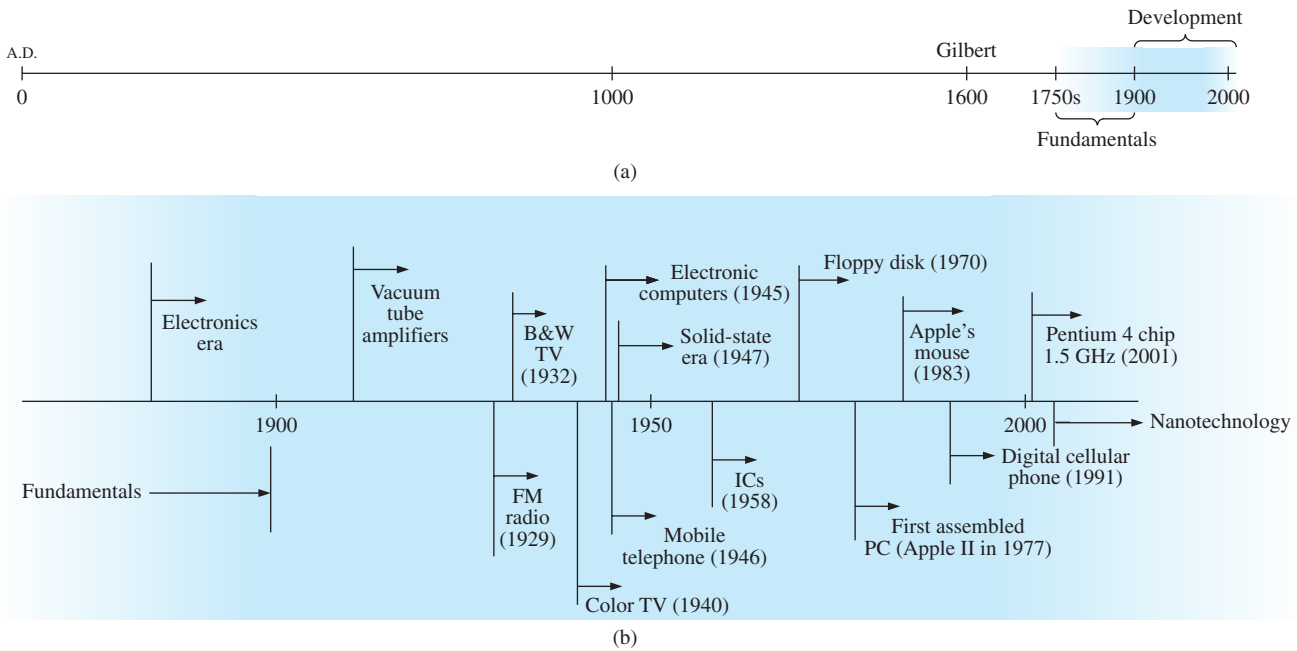 Development
A.D.
Gilbert
0
1000
1600
1750s
1900
2000
Fundamentals
(a)
Electronics
era
Vacuum
tube
amplifiers
B&W
TV
(1932)
Electronic
computers (1945)
Solid-state
era (1947)
Floppy disk (1970)
Apple's
mouse
(1983)
Pentium 4 chip
1.5 GHz (2001)
1900
1950
2000
Nanotechnology
Fundamentals
FM
radio
(1929)
Color TV (1940)
Mobile
telephone (1946)
ICs
(1958)
First assembled
PC (Apple II in 1977)
Digital cellular
phone (1991)
(b)